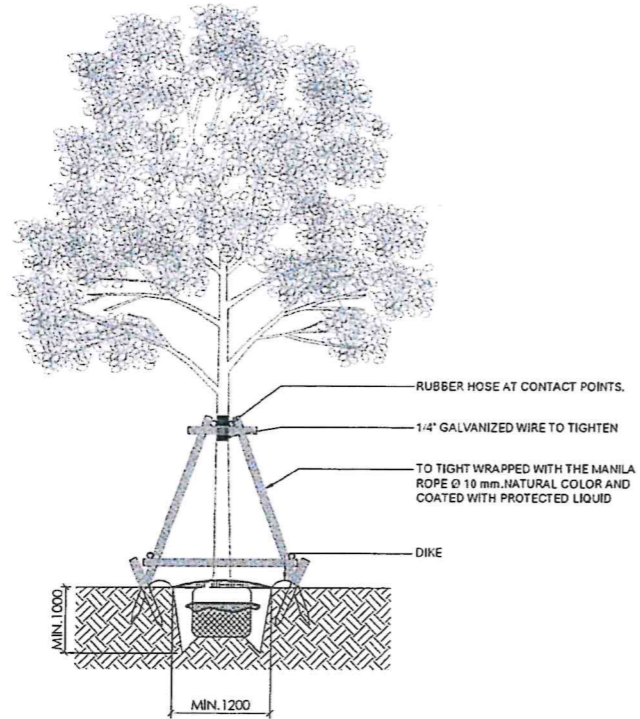 RUBBER HOSE AT CONTACT POINTS.
1/4" GALVANIZED WIRE TO TIGHTEN
TO TIGHT WRAPPED WITH THE MANILA
ROPE Ø 10 mm.NATURAL COLOR AND
COATED WITH PROTECTED LIQUID
DIKE
MIN.1000
MIN.1200